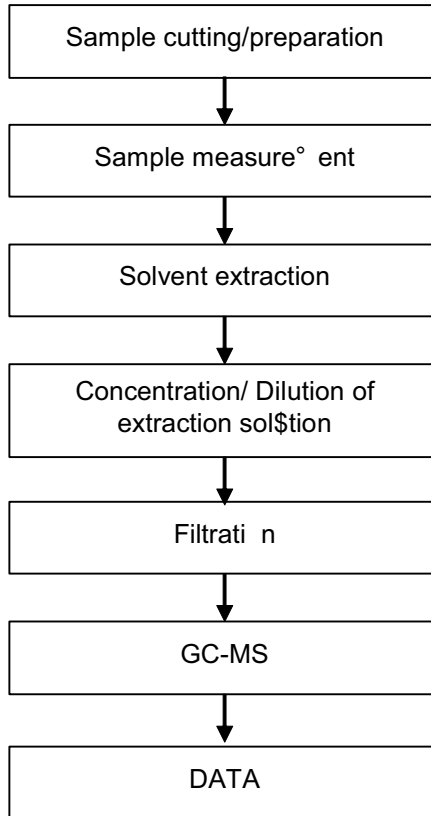 Sample cutting/preparation
Sample measure° ent
Solvent extraction
Concentration/ Dilution of
extraction sol$tion
Filtrati n
GC-MS
DATA